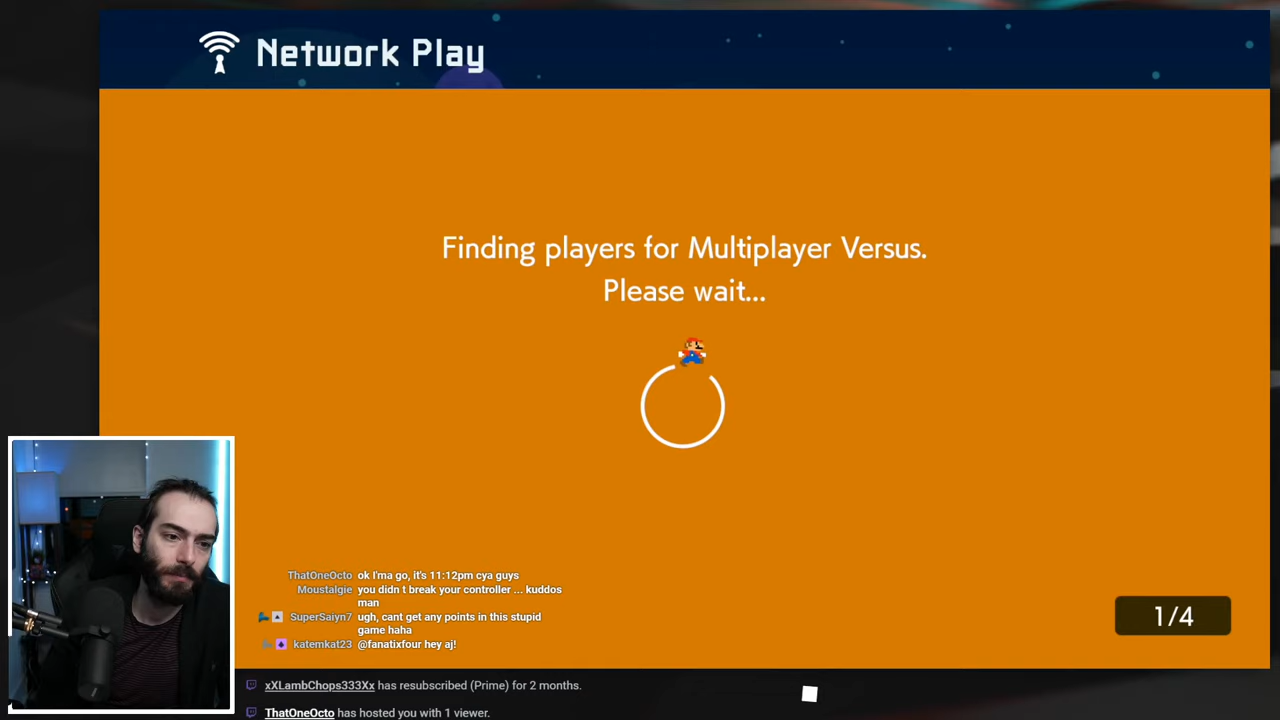 Network Play
Finding players for Multiplayer Versus.
Please wait...
ThatOneOcto ok I'ma go, it's 11:12pm cya guys
Moustalgie you didn t break your controller ... kuddos
man
SuperSaiyn7 ugh, cant get any points in this stupid
game haha
katemkat23 @fanatixfour hey aj!
1/4
xXLambChops333Xx has resubscribed (Prime) for 2 months.
ThatOneOcto has hosted you with 1 viewer.